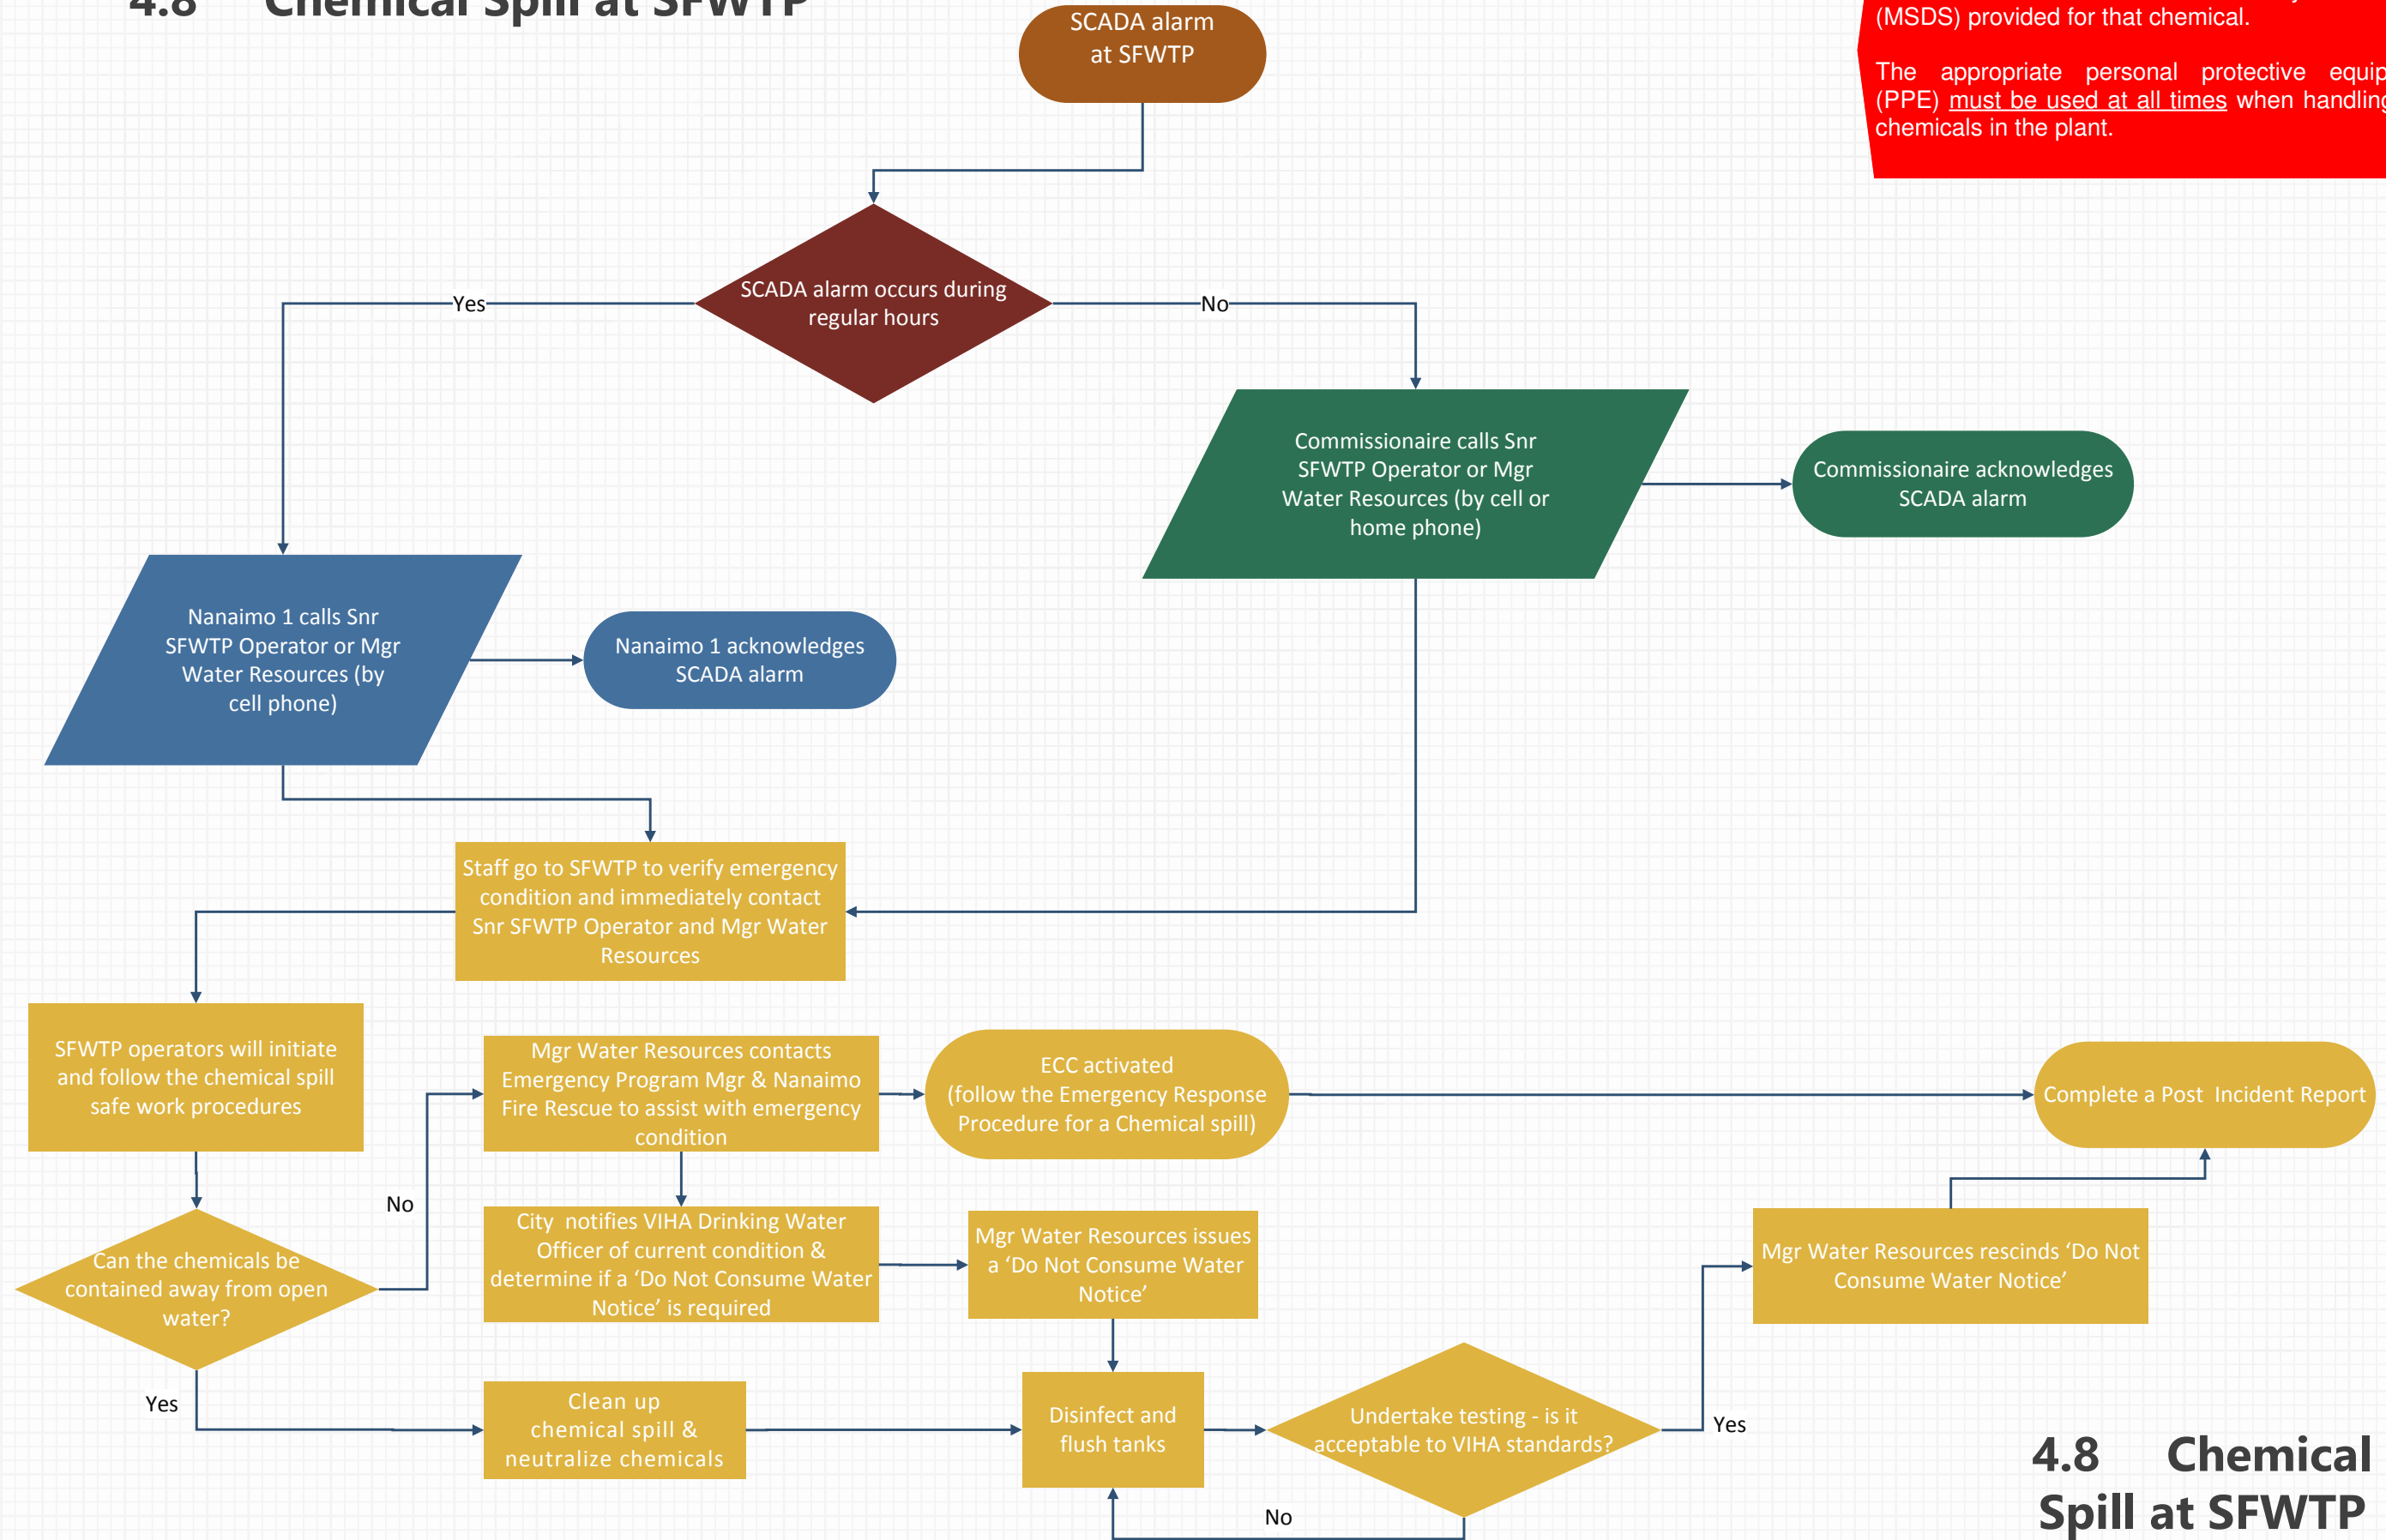 4.8 Chemical Spill at SFWTP
SCADA alarm
at SFWTP
(MSDS) provided for that chemical.
The appropriate personal protective equip
(PPE) must be used at all times when handling
chemicals in the plant.
SCADA alarm occurs during
regular hours
Yes
No
Commissionaire calls Snr
SFWTP Operator or Mgr
Water Resources (by cell or
home phone)
Commissionaire acknowledges
SCADA alarm
Nanaimo 1 calls Snr
SFWTP Operator or Mgr
Water Resources (by
cell phone)
Nanaimo 1 acknowledges
SCADA alarm
Staff go to SFWTP to verify emergency
condition and immediately contact
Snr SFWTP Operator and Mgr Water
Resources
SFWTP operators will initiate
and follow the chemical spill
safe work procedures
Mgr Water Resources contacts
Emergency Program Mgr & Nanaimo
Fire Rescue to assist with emergency
condition
ECC activated
(follow the Emergency Response
Procedure for a Chemical spill)
Complete a Post Incident Report
No
Can the chemicals be
contained away from open
water?
City notifies VIHA Drinking Water
Officer of current condition &
determine if a ‘Do Not Consume Water
Notice’ is required
Mgr Water Resources issues
a ‘Do Not Consume Water
Notice’
Mgr Water Resources rescinds ‘Do Not
Consume Water Notice’
Yes
Clean up
chemical spill &
neutralize chemicals
Disinfect and
flush tanks
Undertake testing - is it
acceptable to VIHA standards?
Yes
No
4.8 Chemical
Spill at SFWTP